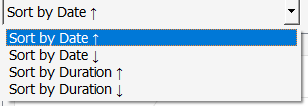 Sort by Date ↑
Sort by Date ↑
Sort by Date ↓
Sort by Duration ↑
Sort by Duration ↓